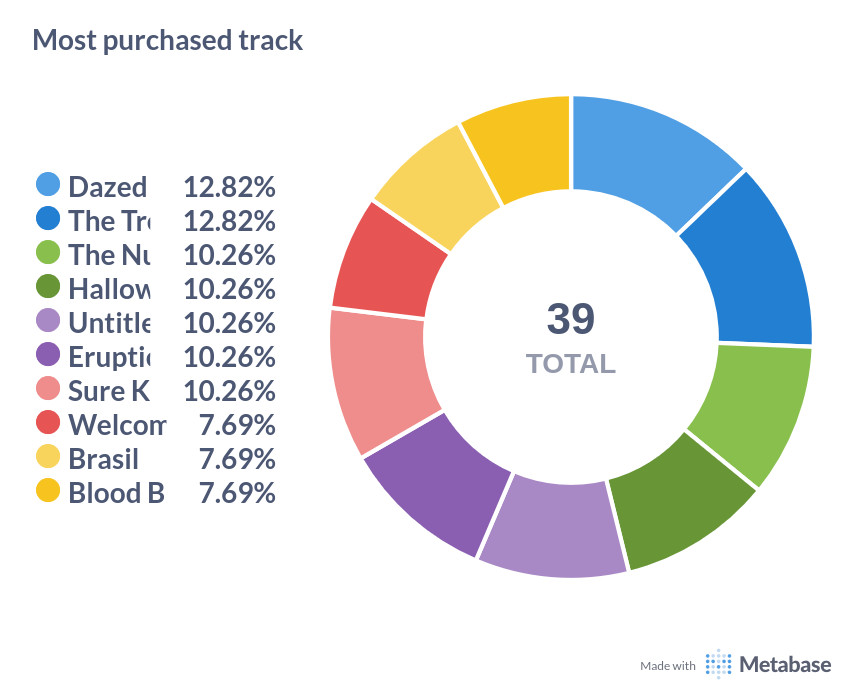 Most purchased track
Dazed 12.82%
The Tr 12.82%
The Nu 10.26%
Hallow 10.26%
Untitle 10.26%
Erupti 10.26%
Sure K 10.26%
Welcom 7.69%
Brasil 7.69%
Blood B 7.69%
39
TOTAL
Made with Metabase